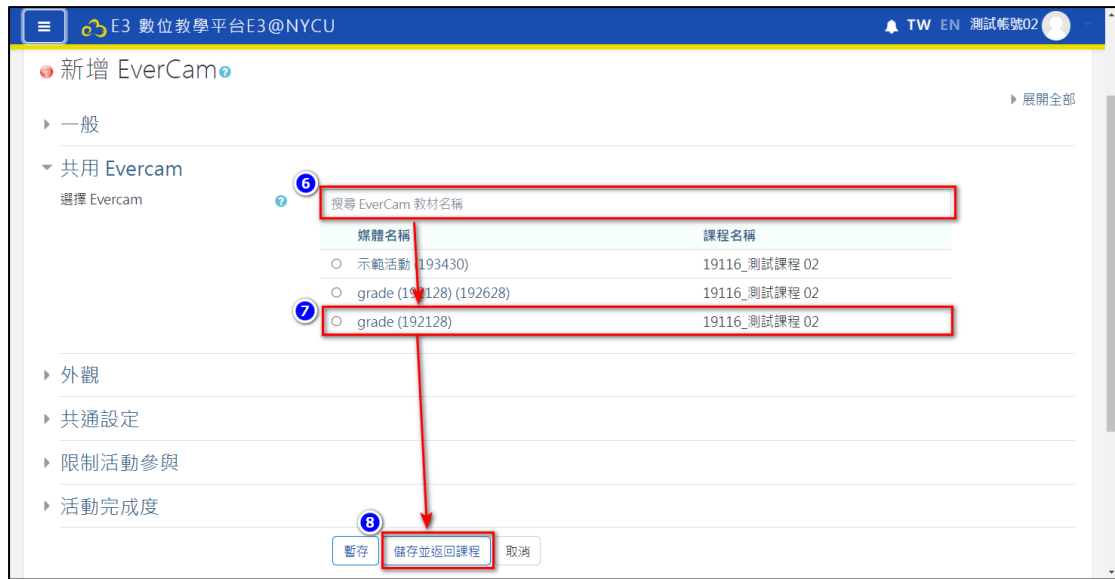 E3 數位教學平台E3@NYCU TW EN 測試帳號02
新增 EverCam
展開全部
一般
共用 Evercam
選擇 Evercam
6
搜尋 EverCam 教材名稱
媒體名稱 課程名稱
示範活動 (193430) 19116_測試課程 02
grade (192128) (192628) 19116_測試課程 02
7
grade (192128) 19116_測試課程 02
外觀
共通設定
限制活動參與
活動完成度
8
暫存 儲存並返回課程 取消